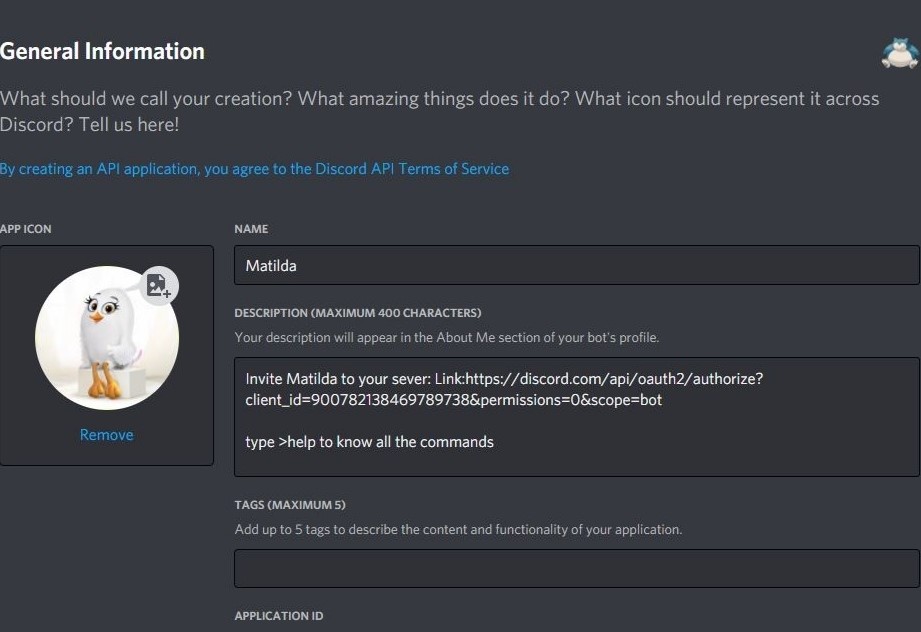 General Information
What should we call your creation? What amazing things does it do? What icon should represent it across
Discord? Tell us here!
By creating an API application, you agree to the Discord API Terms of Service
APP ICON
Remove
NAME
Matilda
DESCRIPTION (MAXIMUM 400 CHARACTERS)
Your description will appear in the About Me section of your bot's profile.
Invite Matilda to your sever: Link:https://discord.com/api/oauth2/authorize?
client_id=900782138469789738&permissions=0&scope=bot
type >help to know all the commands
TAGS (MAXIMUM 5)
Add up to 5 tags to describe the content and functionality of your application.
APPLICATION ID